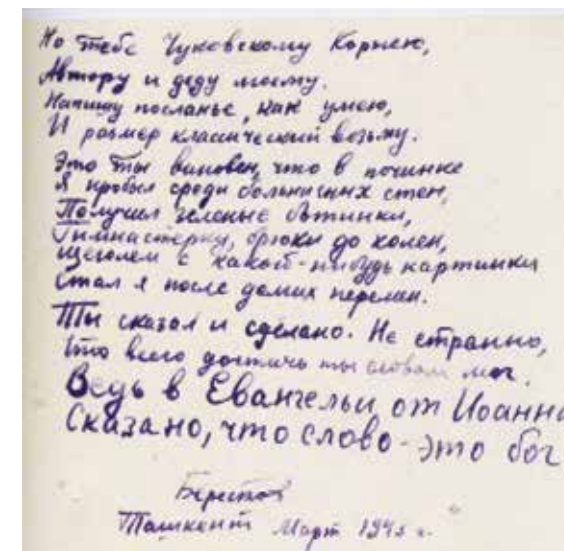 Но тебе Чуковскому Корнею,
Автору и деду моему.
Напишу посланье, как умею,
И размер классический возьму.
Это ты виновен, что в починке
Я пробыл среди больничных стен,
Получил зеленые ботинки,
Гимнастерку, брюки до колен,
Щеголем с какой-нибудь картинки
Стал я после домих перемен.
Ты сказал и сделано. Не странно,
Что всего достичь ты словом мог.
Ведь в Евангельи от Иоанна
Сказано, что слово - это бог
Берестов
Ташкент Март 1943 г.